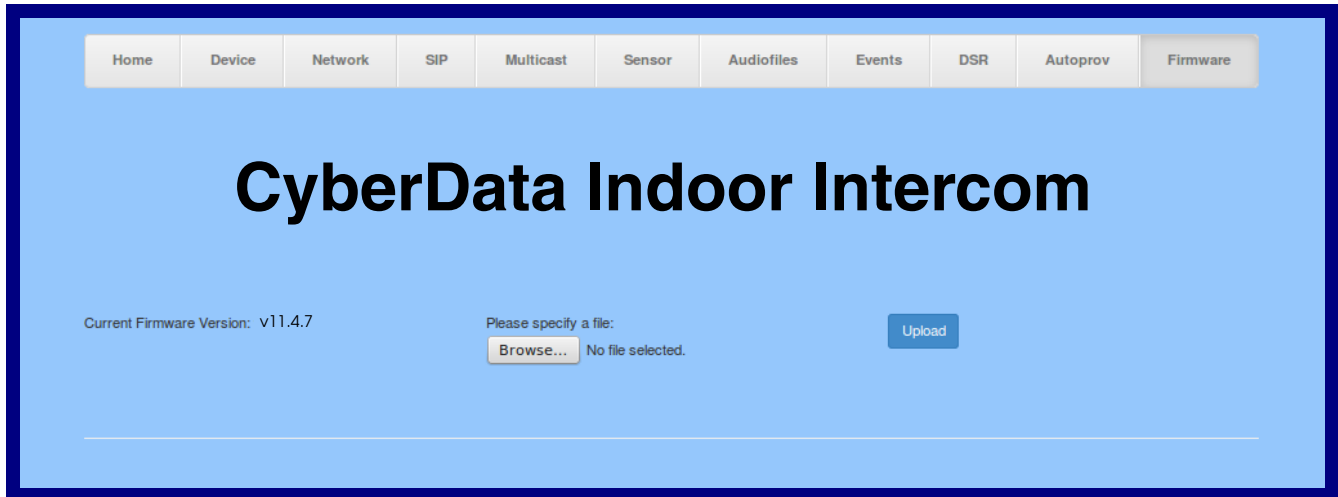 Home Device Network SIP Multicast Sensor Audiofiles Events DSR Autoprov Firmware
CyberData Indoor Intercom
Current Firmware Version: v11.4.7
Please specify a file:
Browse... No file selected.
Upload